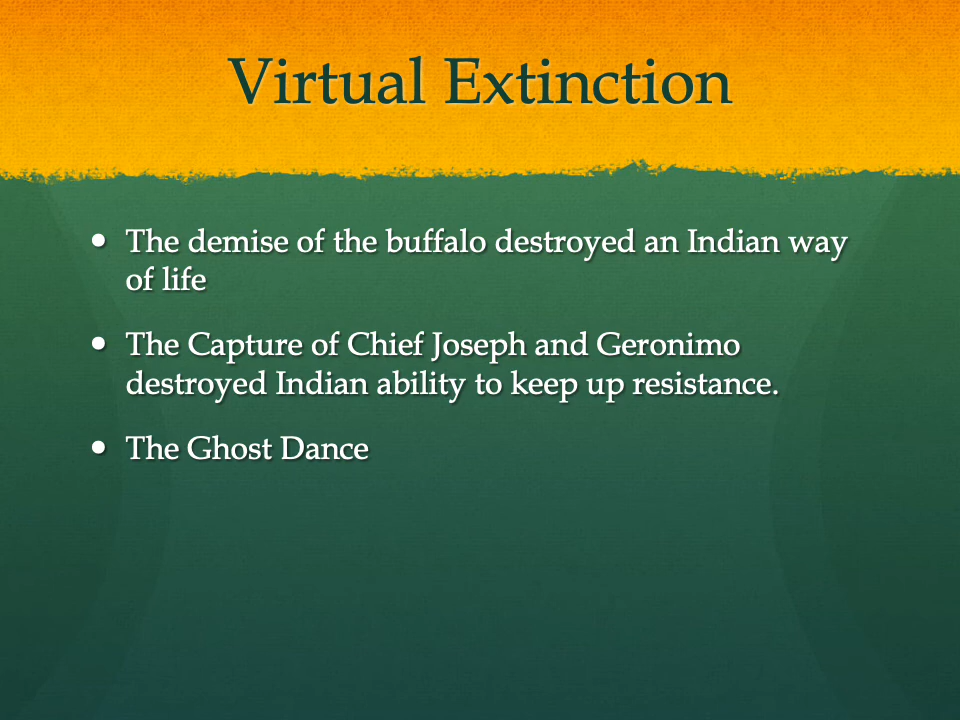 Virtual Extinction
• The demise of the buffalo destroyed an Indian way
of life
• The Capture of Chief Joseph and Geronimo
destroyed Indian ability to keep up resistance.
• The Ghost Dance